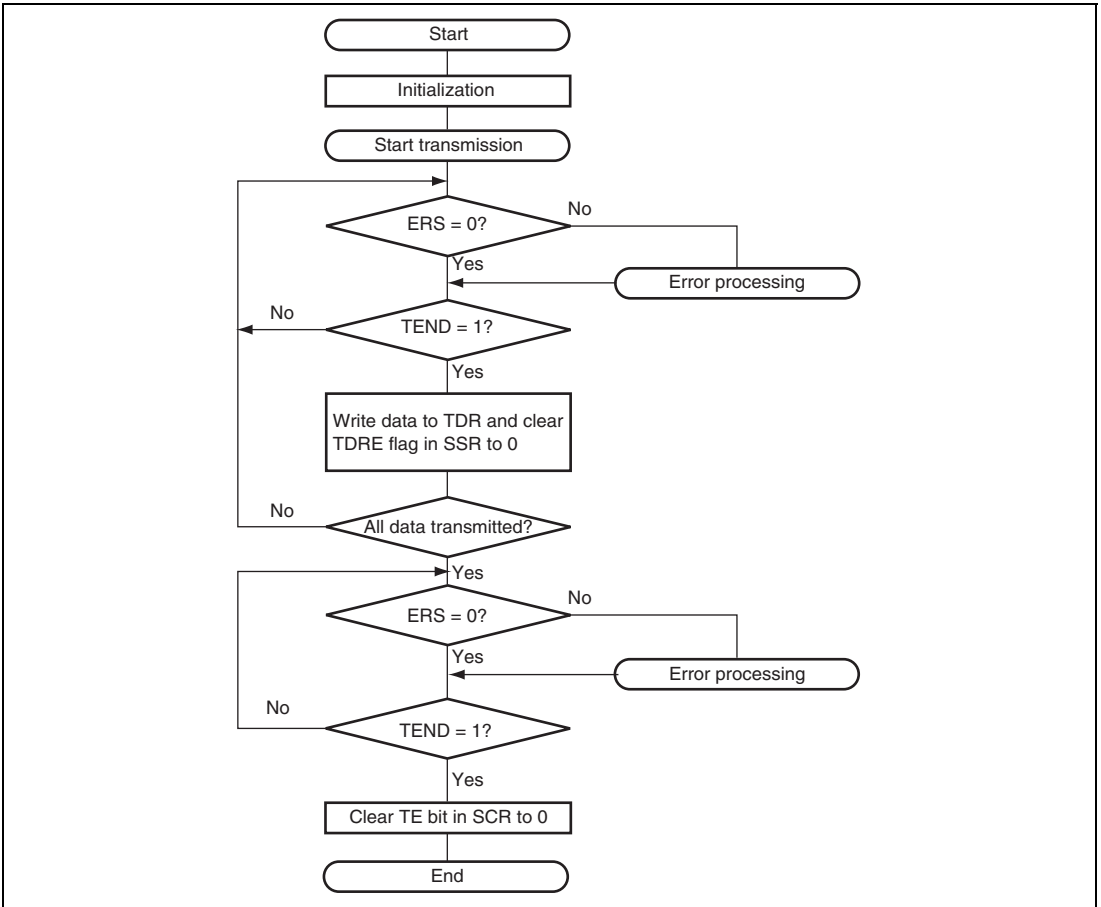 Start
Initialization
Start transmission
ERS = 0?
No
Yes
Error processing
No
TEND = 1?
Yes
Write data to TDR and clear
TDRE flag in SSR to 0
No
All data transmitted?
Yes
ERS = 0?
No
Yes
Error processing
No
TEND = 1?
Yes
Clear TE bit in SCR to 0
End